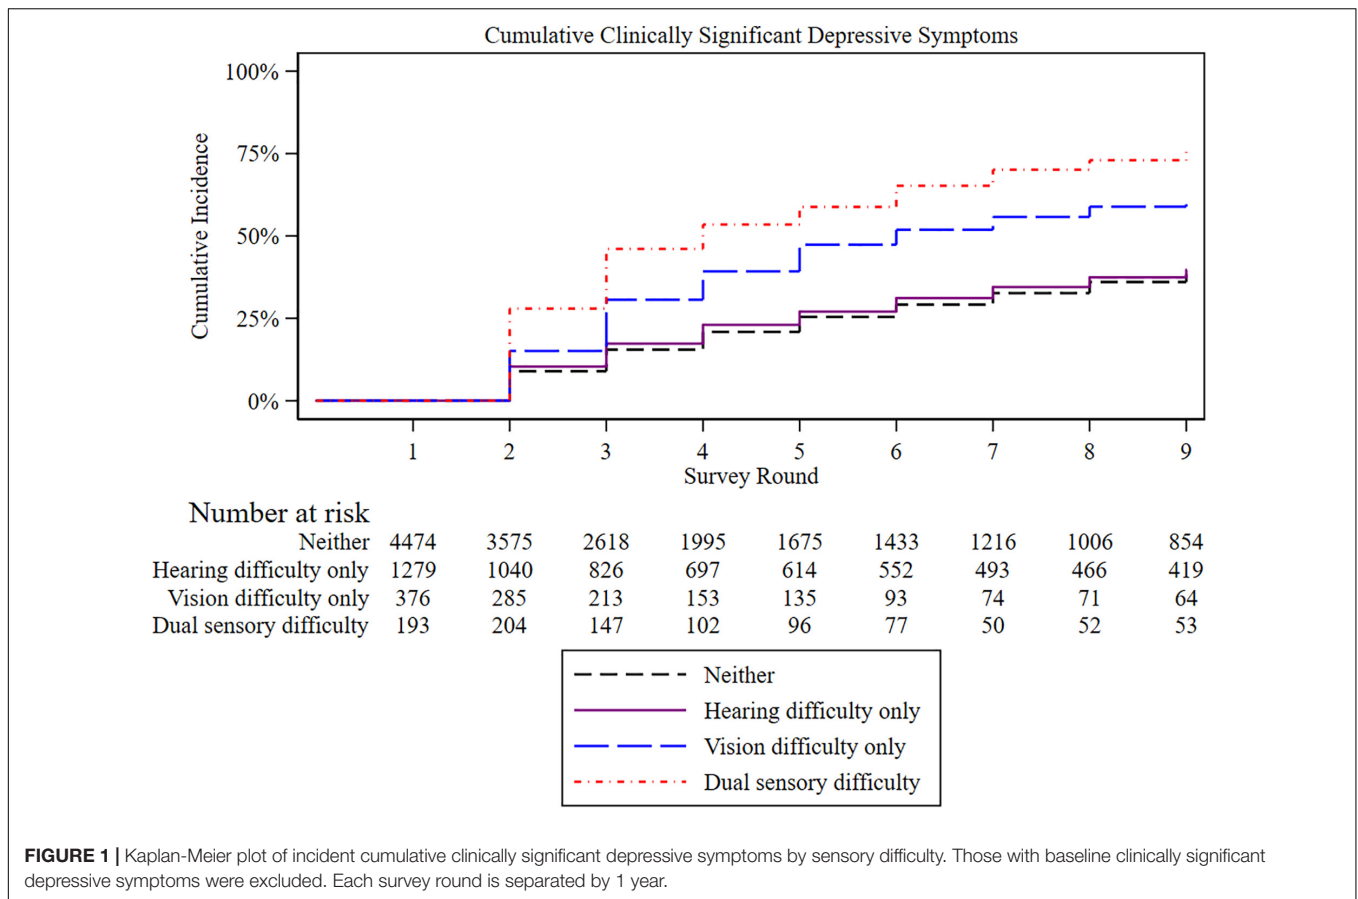 Cumulative Clinically Significant Depressive Symptoms
100%
75%
50%
25%
0%
Cumulative Incidence
1 2 3 4 5 6 7 8 9
Survey Round
Number at risk
Neither 4474 3575 2618 1995 1675 1433 1216 1006 854
Hearing difficulty only 1279 1040 826 697 614 552 493 466 419
Vision difficulty only 376 285 213 153 135 93 74 71 64
Dual sensory difficulty 193 204 147 102 96 77 50 52 53
Neither
Hearing difficulty only
Vision difficulty only
Dual sensory difficulty
FIGURE 1 | Kaplan-Meier plot of incident cumulative clinically significant depressive symptoms by sensory difficulty. Those with baseline clinically significant
depressive symptoms were excluded. Each survey round is separated by 1 year.